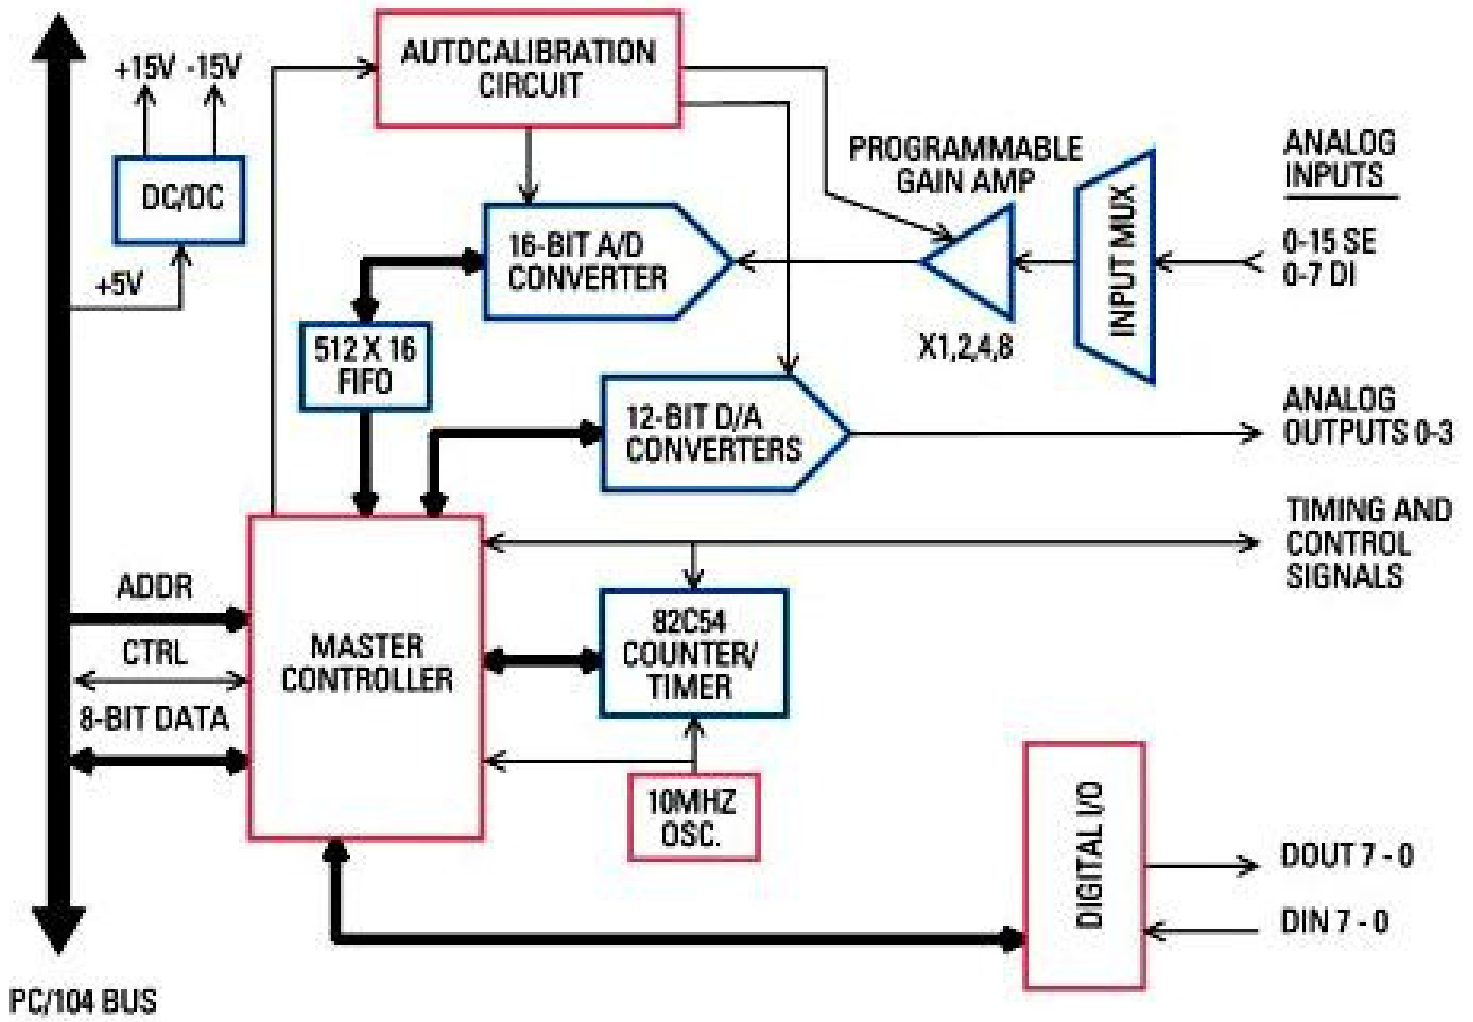 +15V -15V
AUTOCALIBRATION
CIRCUIT
DC/DC
+5V
PROGRAMMABLE
GAIN AMP
X1,2,4,8
INPUT MUX
ANALOG
INPUTS
0-15 SE
0-7 DI
16-BIT A/D
CONVERTER
512 X 16
FIFO
12-BIT D/A
CONVERTERS
ANALOG
OUTPUTS 0-3
TIMING AND
CONTROL
SIGNALS
ADDR
CTRL
8-BIT DATA
MASTER
CONTROLLER
82C54
COUNTER/
TIMER
10MHZ
OSC.
DIGITAL I/O
DOUT 7 - 0
DIN 7 - 0
PC/104 BUS